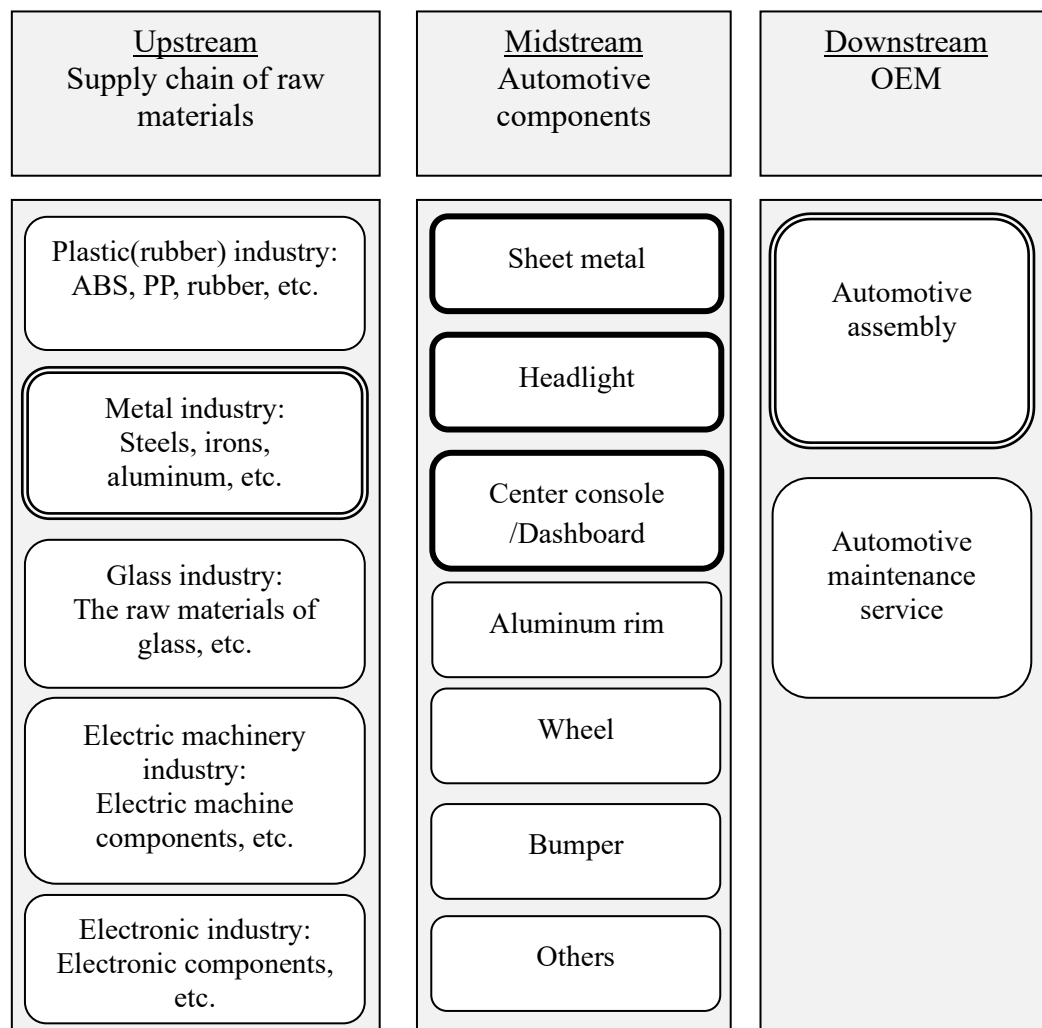 Upstream
Supply chain of raw
materials
Midstream
Automotive
components
Downstream
OEM
Plastic(rubber) industry:
ABS, PP, rubber, etc.
Metal industry:
Steels, irons,
aluminum, etc.
Glass industry:
The raw materials of
glass, etc.
Electric machinery
industry:
Electric machine
components, etc.
Electronic industry:
Electronic components,
etc.
Sheet metal
Headlight
Center console
/Dashboard
Aluminum rim
Wheel
Bumper
Others
Automotive
assembly
Automotive
maintenance
service